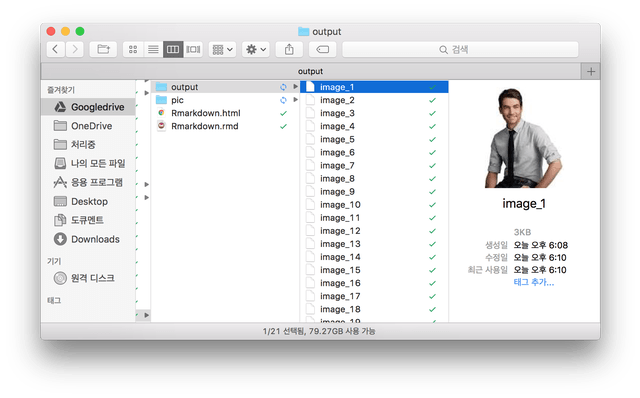 output
검색
output
즐겨찾기
Googledrive
OneDrive
처리중
나의 모든 파일
응용 프로그램
Desktop
도큐멘트
Downloads
기기
원격 디스크
태그
output
pic
Rmarkdown.html
Rmarkdown.rmd
image_1
image_2
image_3
image_4
image_5
image_6
image_7
image_8
image_9
image_10
image_11
image_12
image_13
image_14
image_15
image_16
image_17
image_18
image_19
image_1
3KB
생성일 오늘 오후 6:08
수정일 오늘 오후 6:10
최근 사용일 오늘 오후 6:10
태그 추가...
1/21 선택됨, 79.27GB 사용 가능